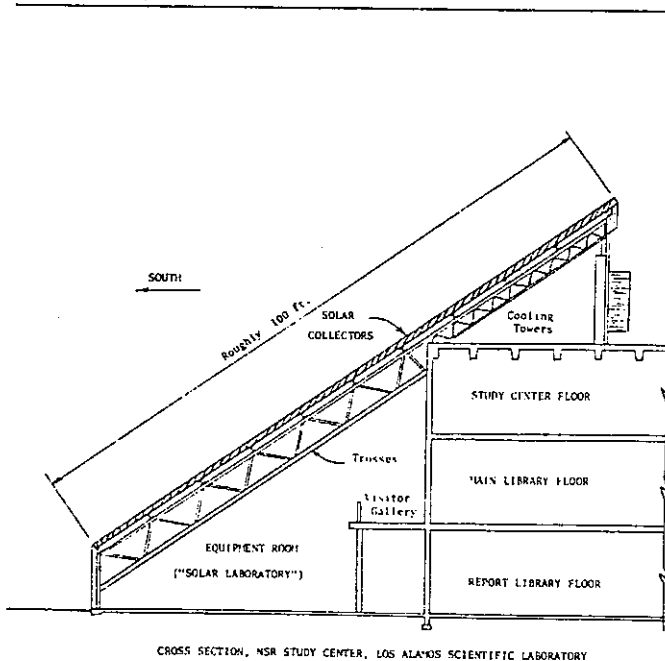 SOUTH
Roughly 100 ft.
SOLAR
COLLECTORS
Cooling
Towers
STUDY CENTER FLOOR
Trusses
MAIN LIBRARY FLOOR
Visitor
Gallery
EQUIPMENT ROOM
("SOLAR LABORATORY")
REPORT LIBRARY FLOOR
CROSS SECTION, NSR STUDY CENTER, LOS ALAMOS SCIENTIFIC LABORATORY